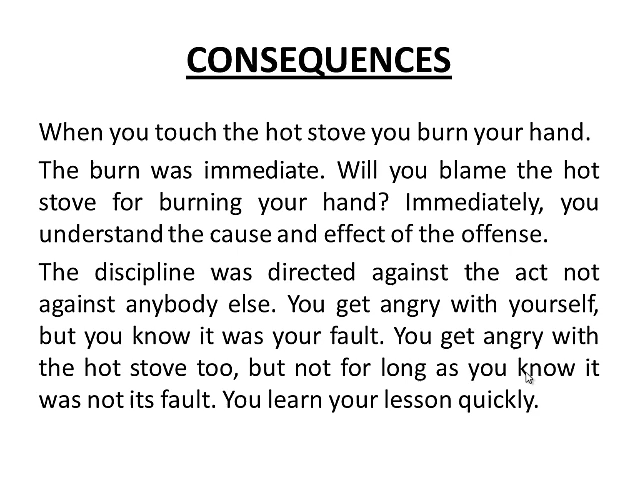 CONSEQUENCES
When you touch the hot stove you burn your hand.
The burn was immediate. Will you blame the hot
stove for burning your hand? Immediately, you
understand the cause and effect of the offense.
The discipline was directed against the act not
against anybody else. You get angry with yourself,
but you know it was your fault. You get angry with
the hot stove too, but not for long as you know it
was not its fault. You learn your lesson quickly.